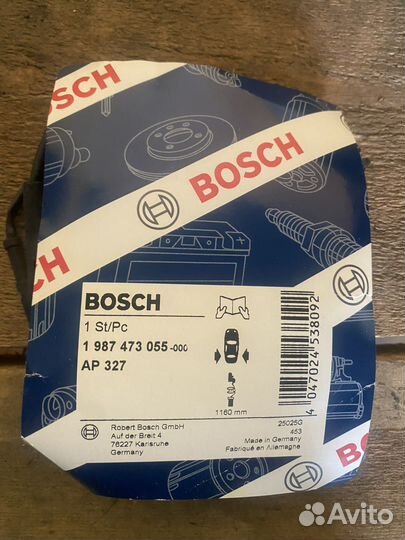 BOSCH
BOSCH
BOSCH
1 St/Pc
1 987 473 055-000
AP 327
1160 mm
4 047024 538092
Robert Bosch GmbH
Auf der Breit 4
76227 Karlsruhe
Germany
25025G
453
Made in Germany
Fabriqué en Allemagne
BOSCH
Avito